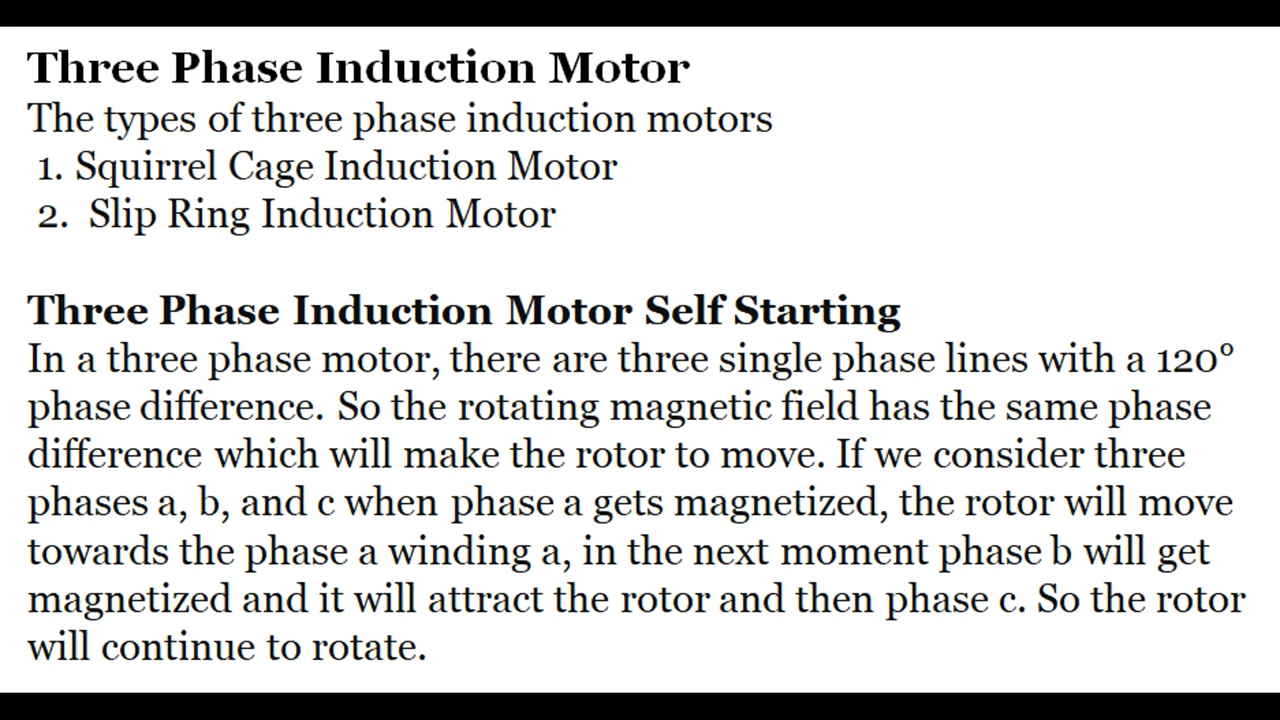 Three Phase Induction Motor
The types of three phase induction motors
1. Squirrel Cage Induction Motor
2. Slip Ring Induction Motor
Three Phase Induction Motor Self Starting
In a three phase motor, there are three single phase lines with a 120°
phase difference. So the rotating magnetic field has the same phase
difference which will make the rotor to move. If we consider three
phases a, b, and c when phase a gets magnetized, the rotor will move
towards the phase a winding a, in the next moment phase b will get
magnetized and it will attract the rotor and then phase c. So the rotor
will continue to rotate.